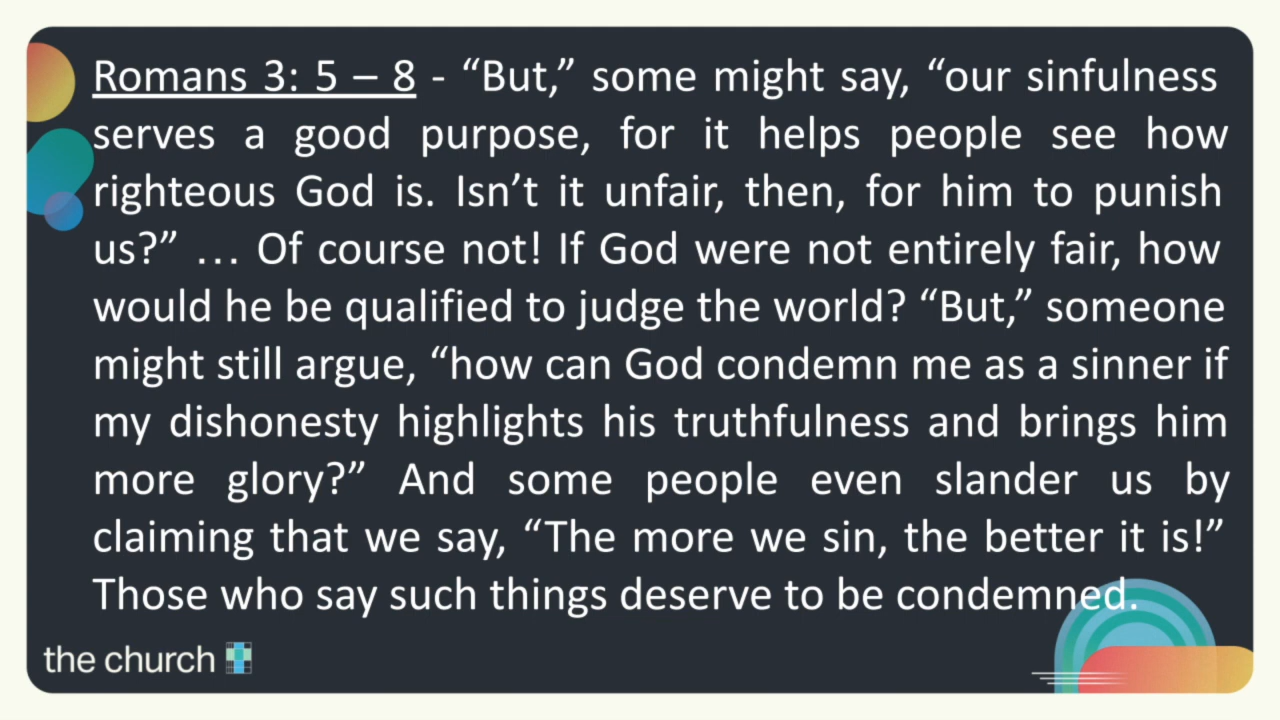 Romans 3: 5 – 8 - “But,” some might say, “our sinfulness
serves a good purpose, for it helps people see how
righteous God is. Isn’t it unfair, then, for him to punish
us?” … Of course not! If God were not entirely fair, how
would he be qualified to judge the world? “But,” someone
might still argue, “how can God condemn me as a sinner if
my dishonesty highlights his truthfulness and brings him
more glory?” And some people even slander us by
claiming that we say, “The more we sin, the better it is!”
Those who say such things deserve to be condemned.
the church